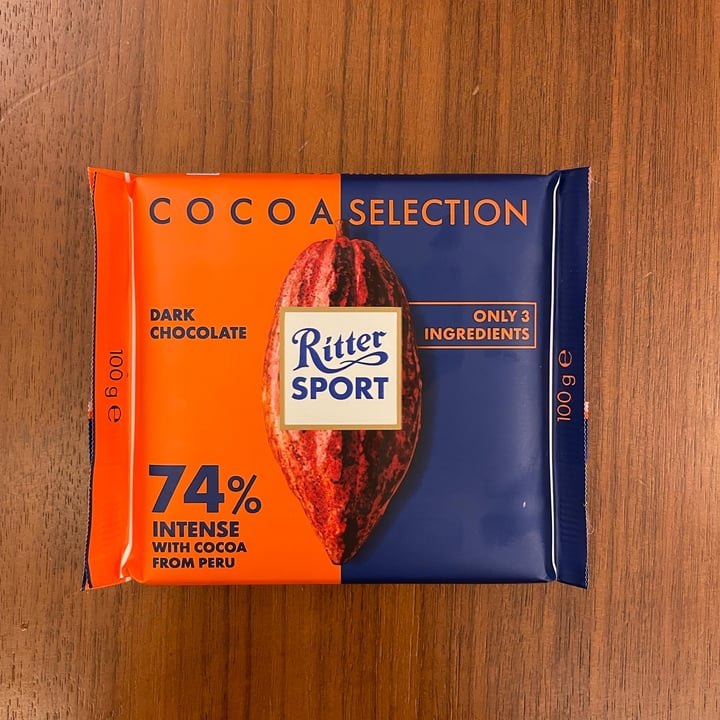 COCOA SELECTION
DARK
CHOCOLATE
ONLY 3
INGREDIENTS
Ritter
SPORT
100 g e
100 g e
74%
INTENSE
WITH COCOA
FROM PERU